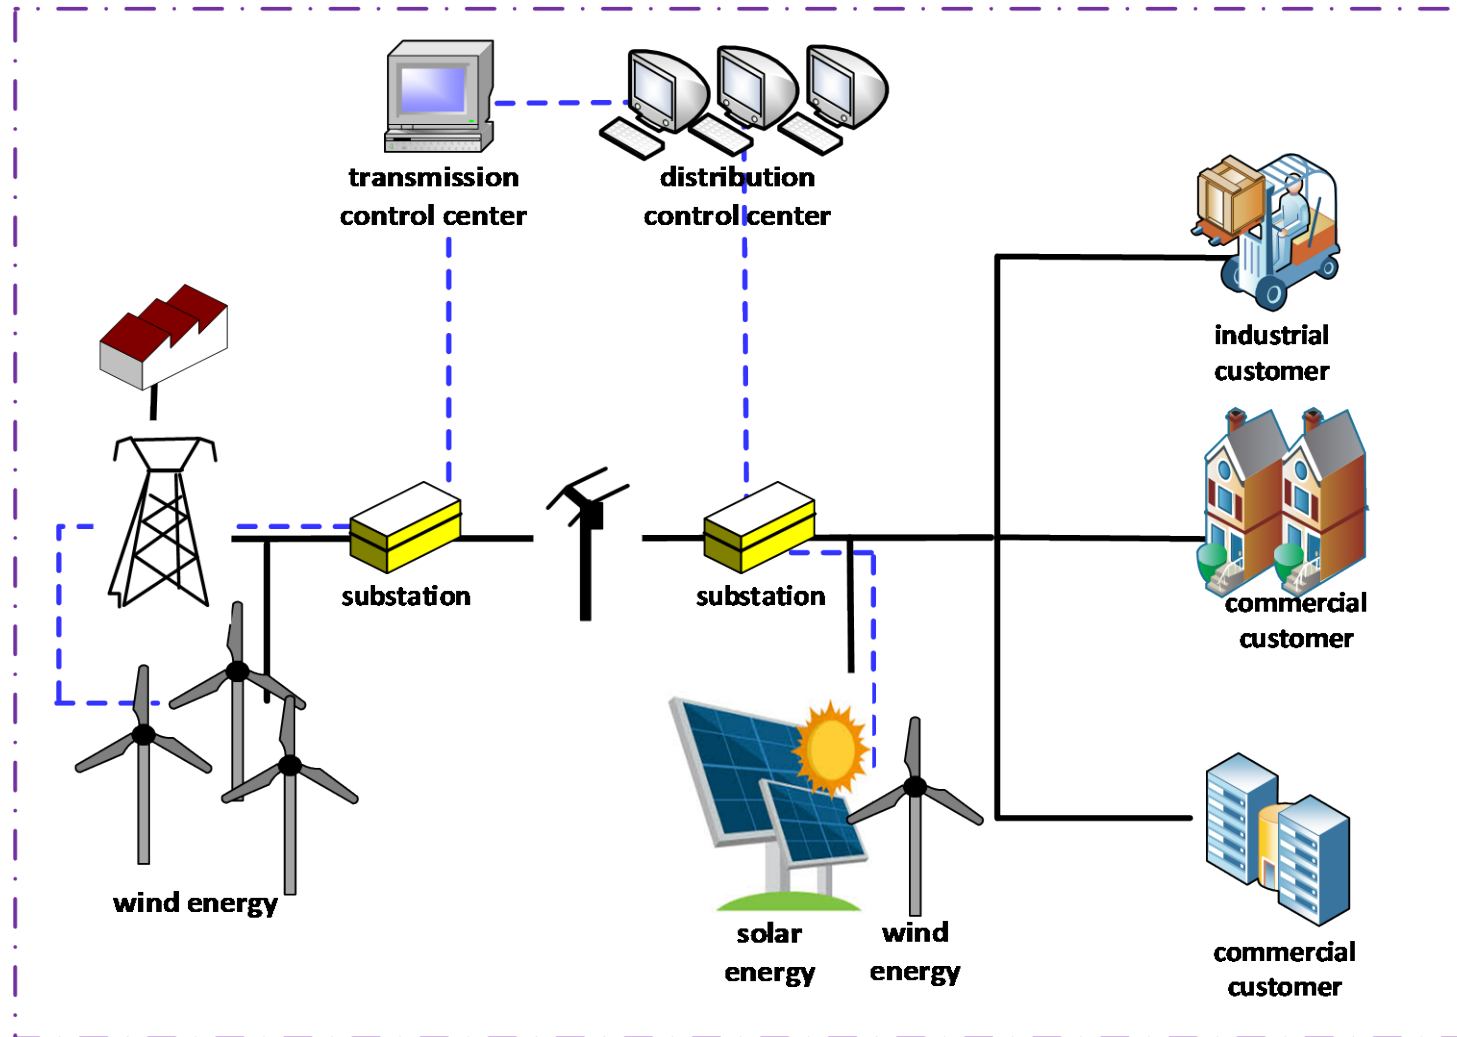 transmission
control center
distribution
control center
industrial
customer
substation
substation
commercial
customer
wind energy
solar
energy
wind
energy
commercial
customer